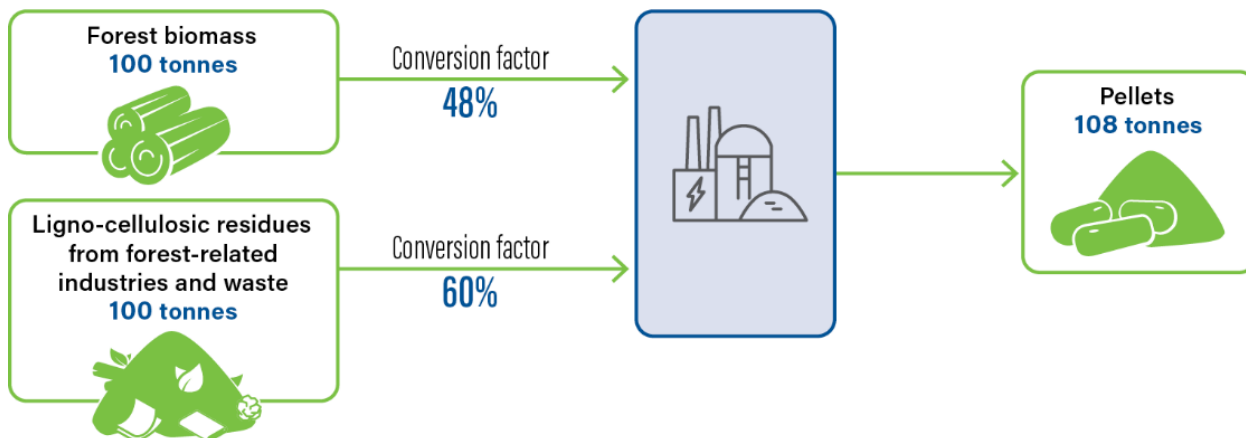 Forest biomass
100 tonnes
Conversion factor
48%
Ligno-cellulosic residues
from forest-related
industries and waste
100 tonnes
Conversion factor
60%
Pellets
108 tonnes